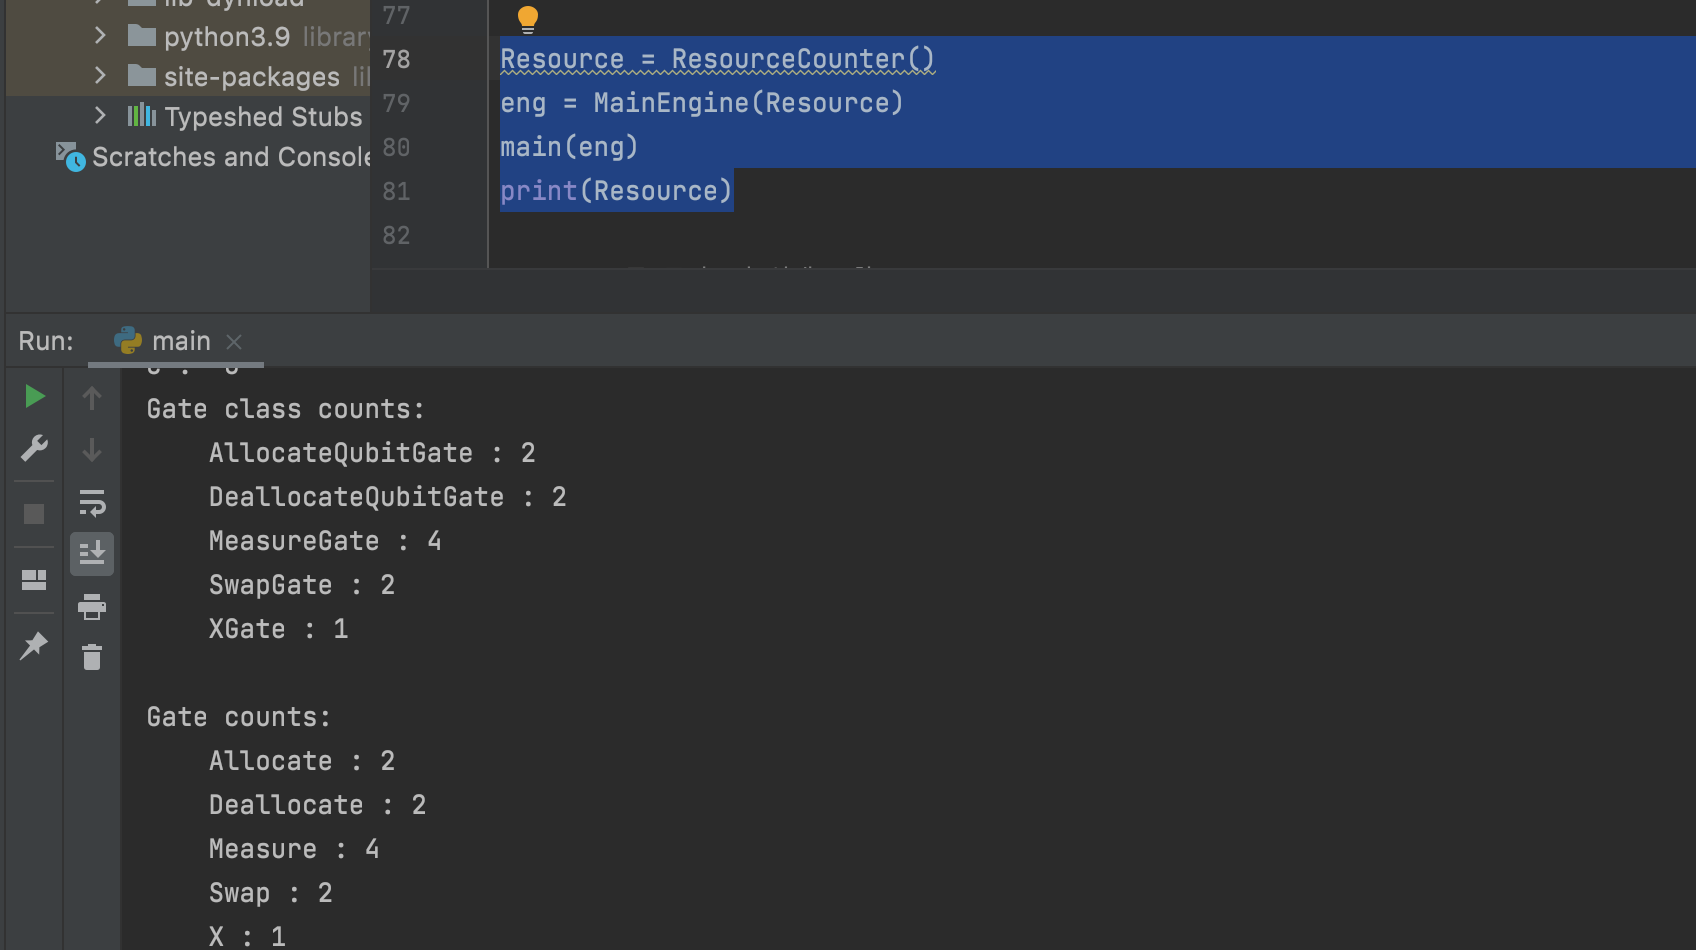 python3.9 library
site-packages
Typeshed Stubs
Scratches and Console
77
78 Resource = ResourceCounter()
79 eng = MainEngine(Resource)
80 main(eng)
81 print(Resource)
82
Run: main
Gate class counts:
AllocateQubitGate : 2
DeallocateQubitGate : 2
MeasureGate : 4
SwapGate : 2
XGate : 1
Gate counts:
Allocate : 2
Deallocate : 2
Measure : 4
Swap : 2
X : 1